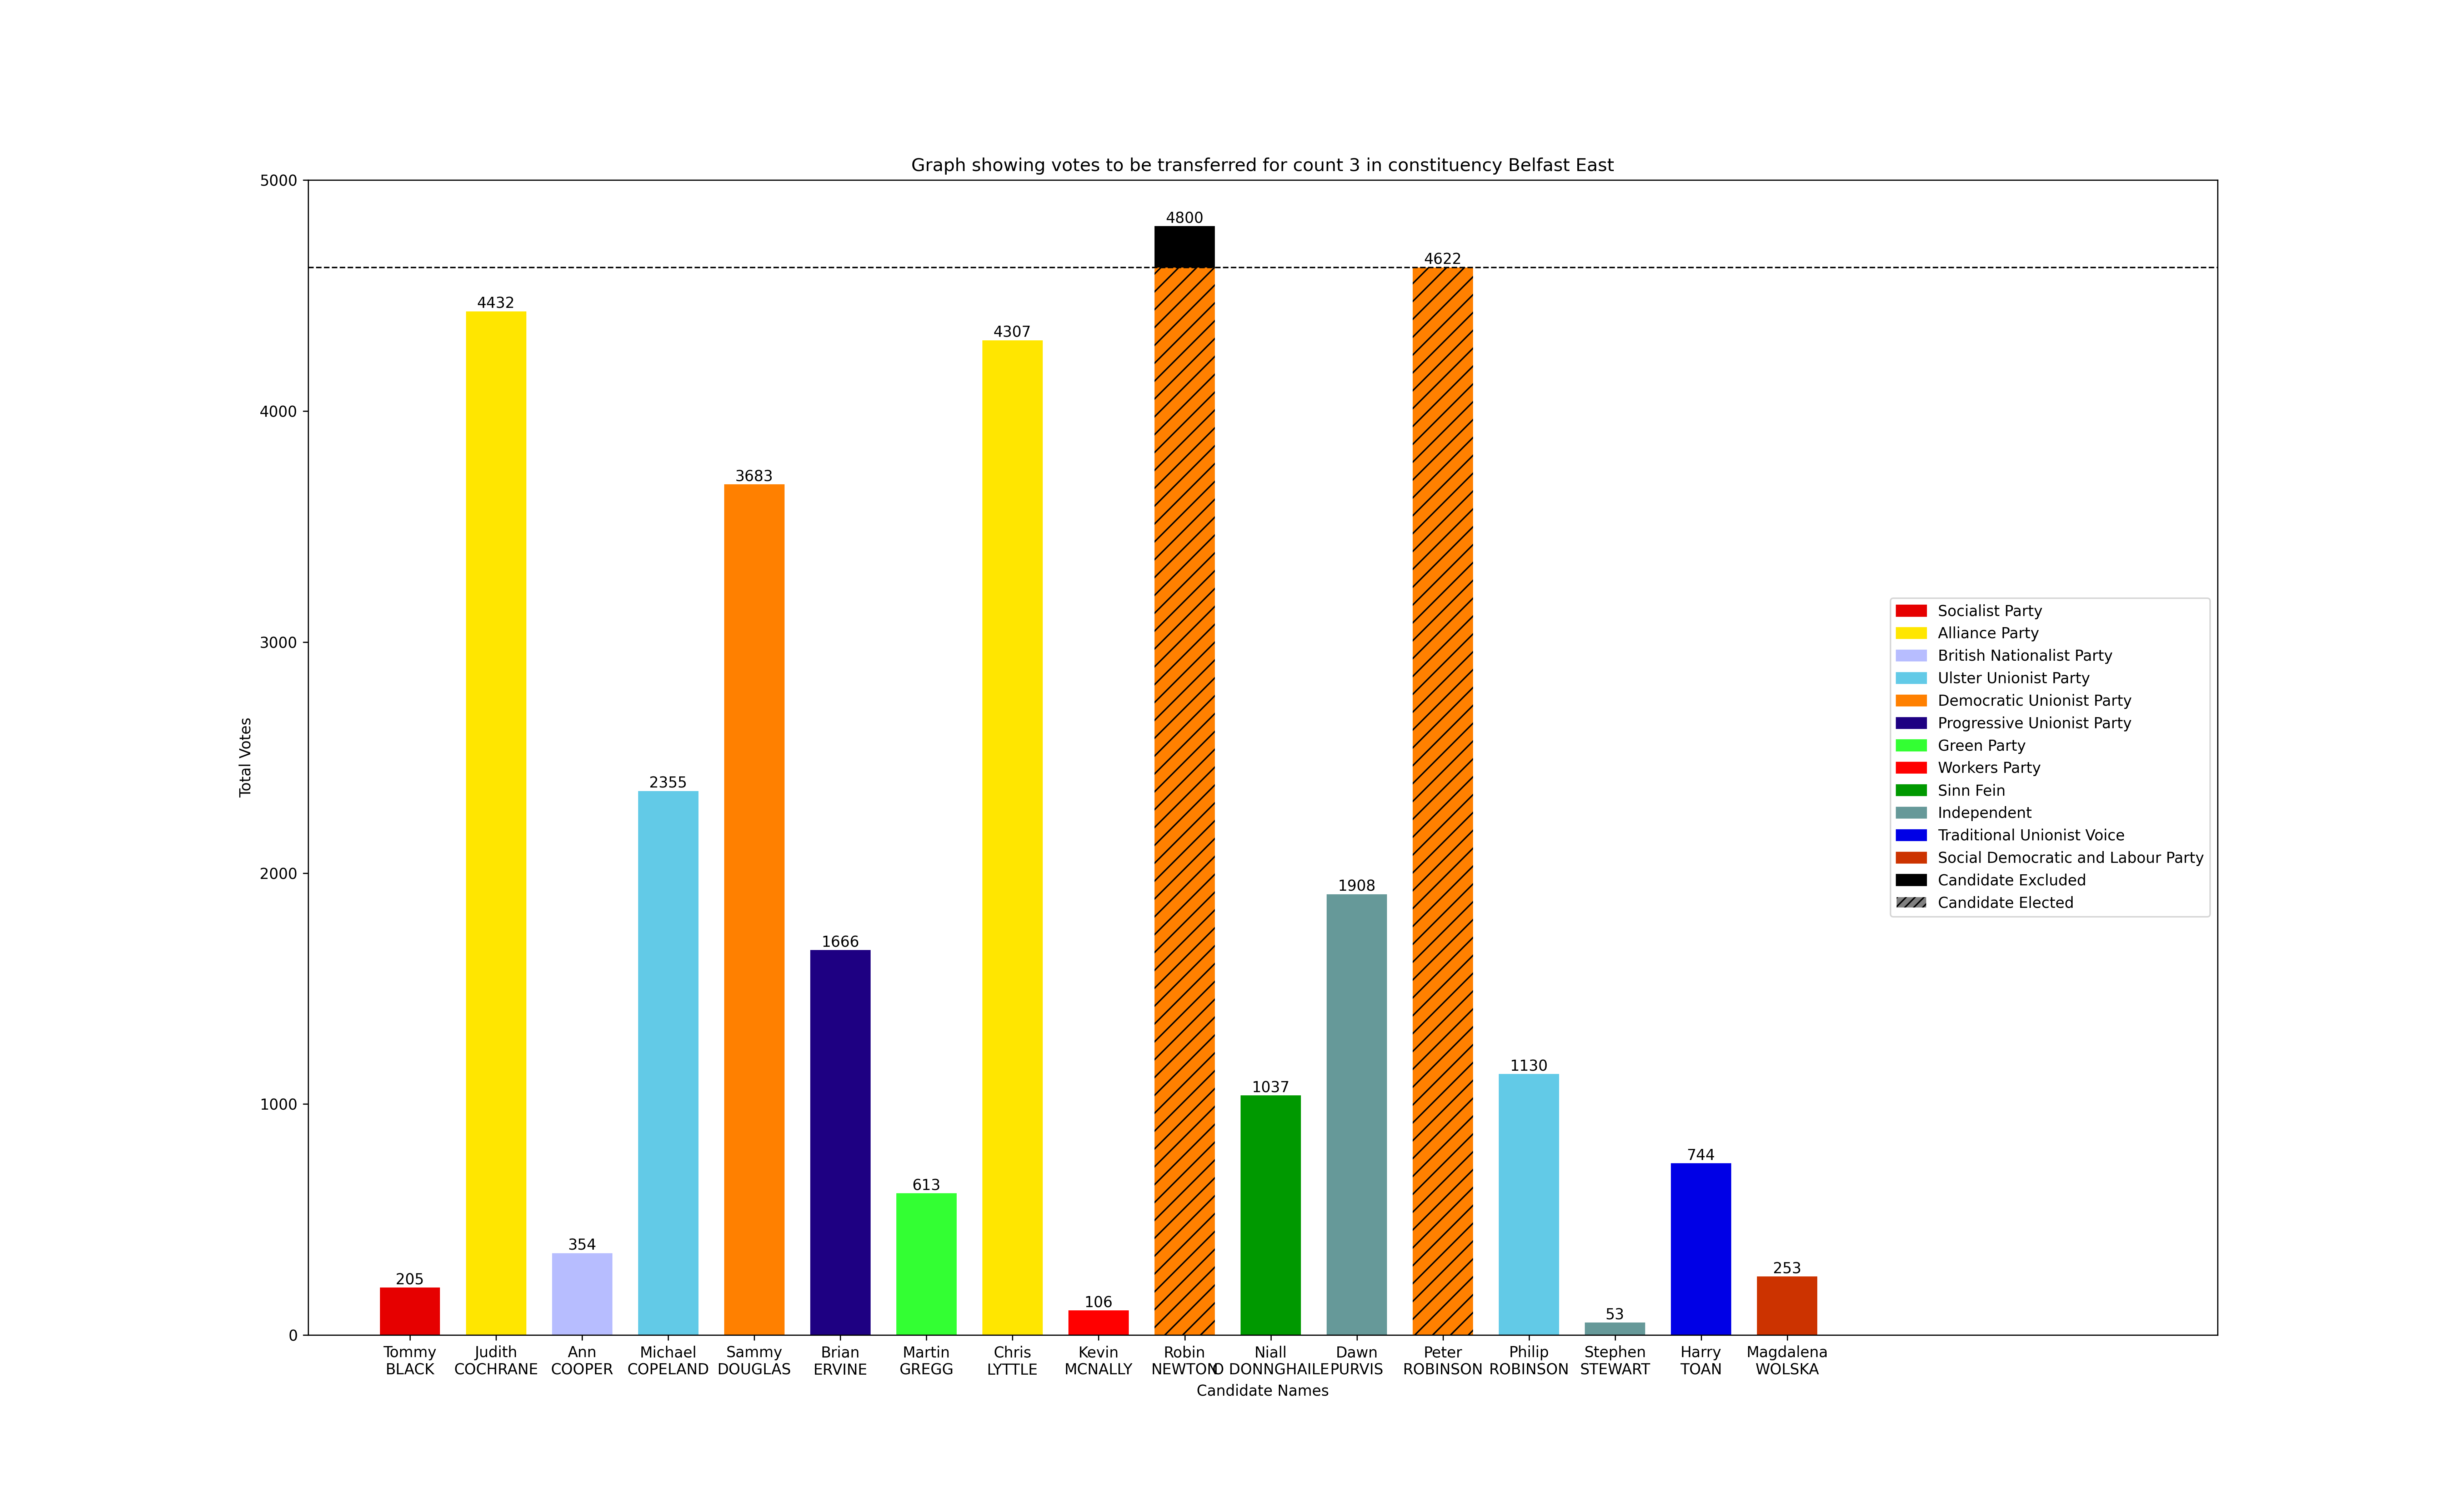 Graph showing votes to be transferred for count 3 in constituency Belfast East
5000
4000
3000
2000
1000
0
Total Votes
205
4432
354
2355
3683
1666
613
4307
106
4800
1037
1908
4622
1130
53
744
253
Socialist Party
Alliance Party
British Nationalist Party
Ulster Unionist Party
Democratic Unionist Party
Progressive Unionist Party
Green Party
Workers Party
Sinn Fein
Independent
Traditional Unionist Voice
Social Democratic and Labour Party
Candidate Excluded
Candidate Elected
Tommy
BLACK
Judith
COCHRANE
Ann
COOPER
Michael
COPELAND
Sammy
DOUGLAS
Brian
ERVINE
Martin
GREGG
Chris
LYTTLE
Kevin
MCNALLY
Robin
NEWTON
Niall
O DONNGHAILE
Dawn
PURVIS
Peter
ROBINSON
Philip
ROBINSON
Stephen
STEWART
Harry
TOAN
Magdalena
WOLSKA
Candidate Names